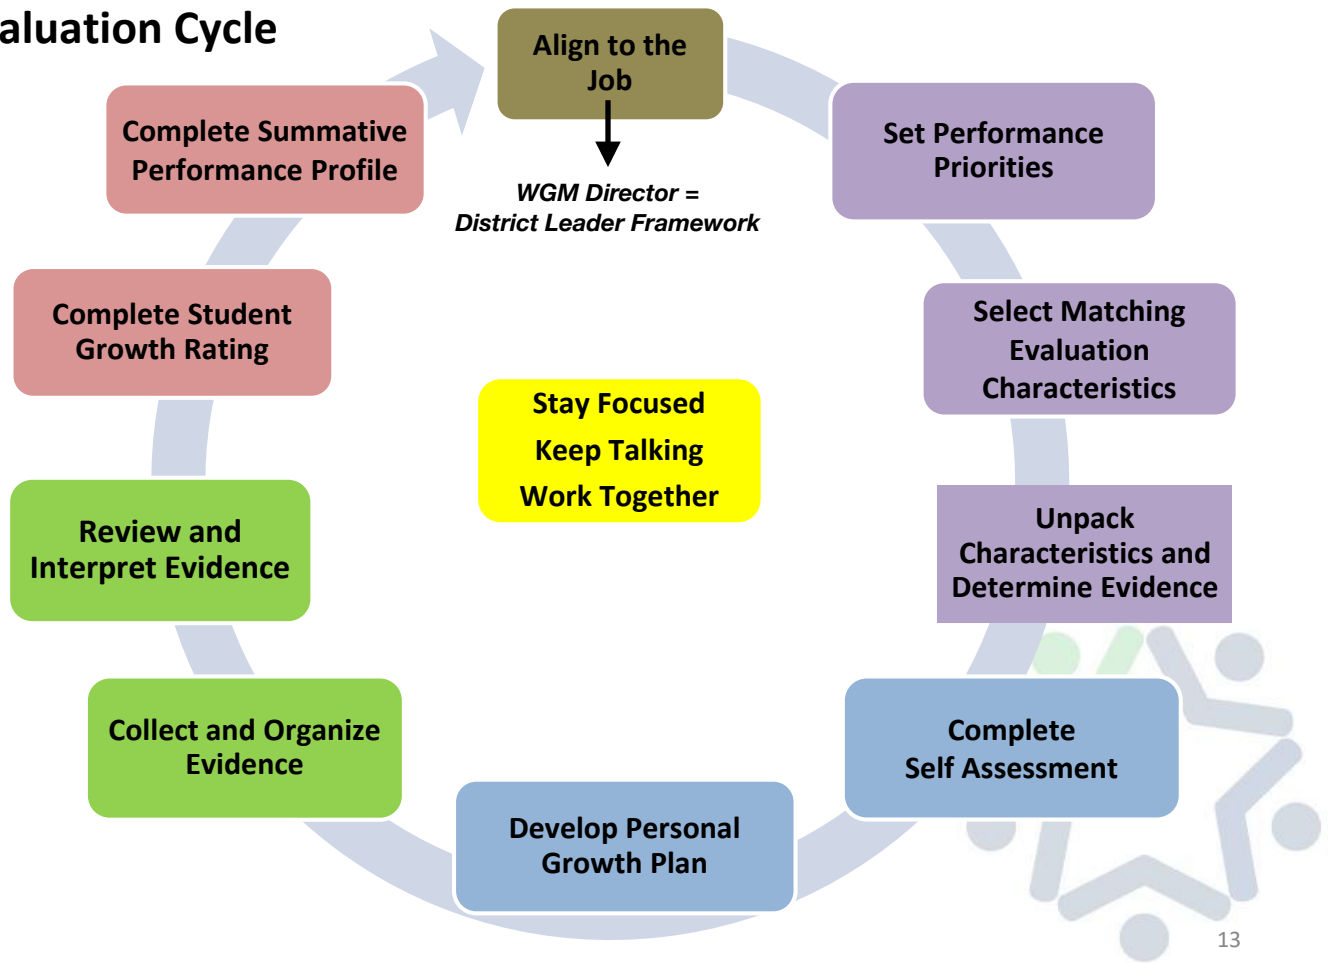 aluation Cycle
Align to the
Job
WGM Director =
District Leader Framework
Set Performance
Priorities
Select Matching
Evaluation
Characteristics
Unpack
Characteristics and
Determine Evidence
Complete
Self Assessment
Develop Personal
Growth Plan
Collect and Organize
Evidence
Review and
Interpret Evidence
Complete Student
Growth Rating
Complete Summative
Performance Profile
Stay Focused
Keep Talking
Work Together
13